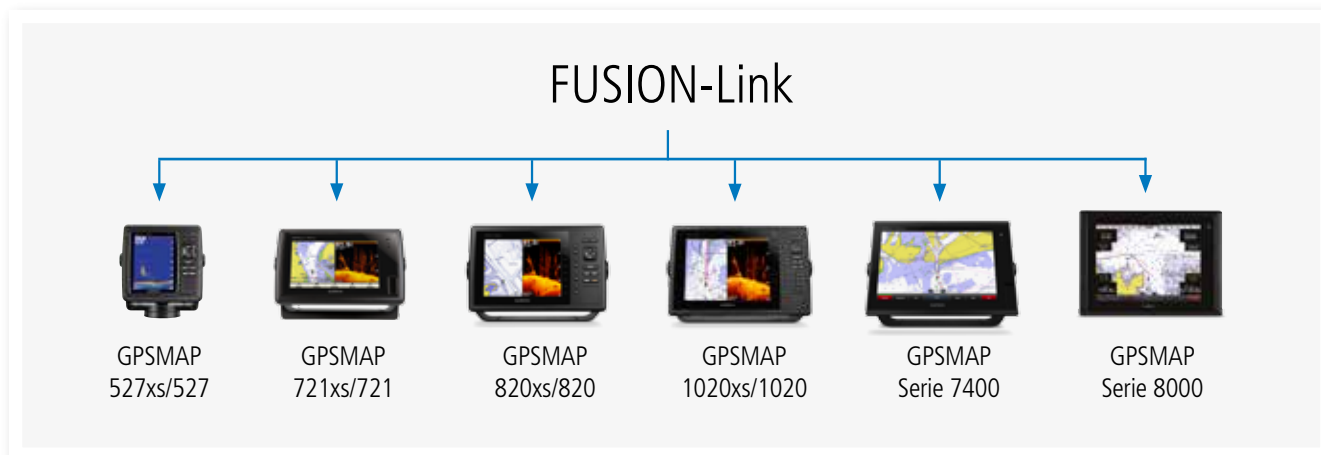 FUSION-Link
GPSMAP
527xs/527
GPSMAP
721xs/721
GPSMAP
820xs/820
GPSMAP
1020xs/1020
GPSMAP
Serie 7400
GPSMAP
Serie 8000